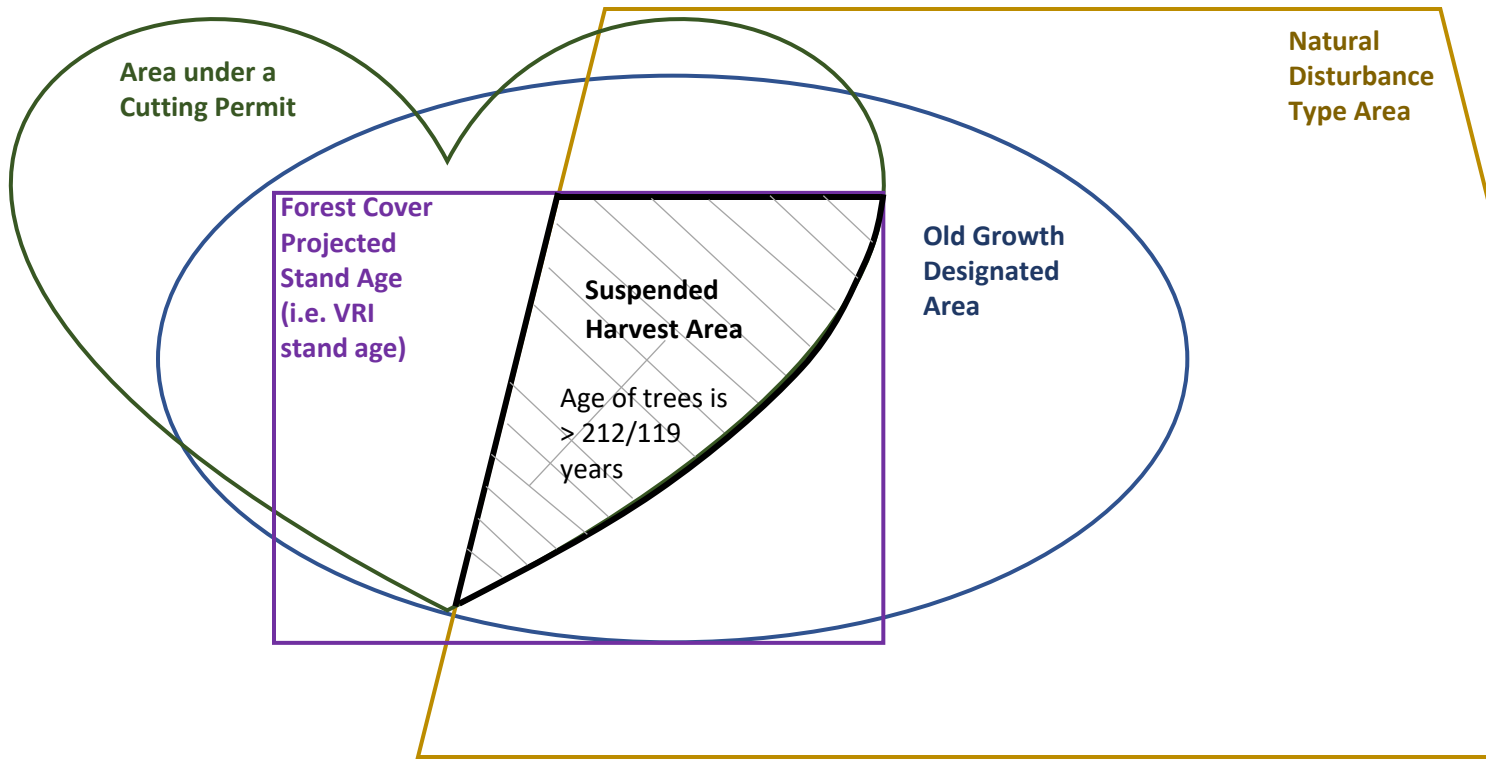 Area under a
Cutting Permit
Natural
Disturbance
Type Area
Forest Cover
Projected
Stand Age
(i.e. VRI
stand age)
Suspended
Harvest Area
Age of trees is
> 212/119
years
Old Growth
Designated
Area